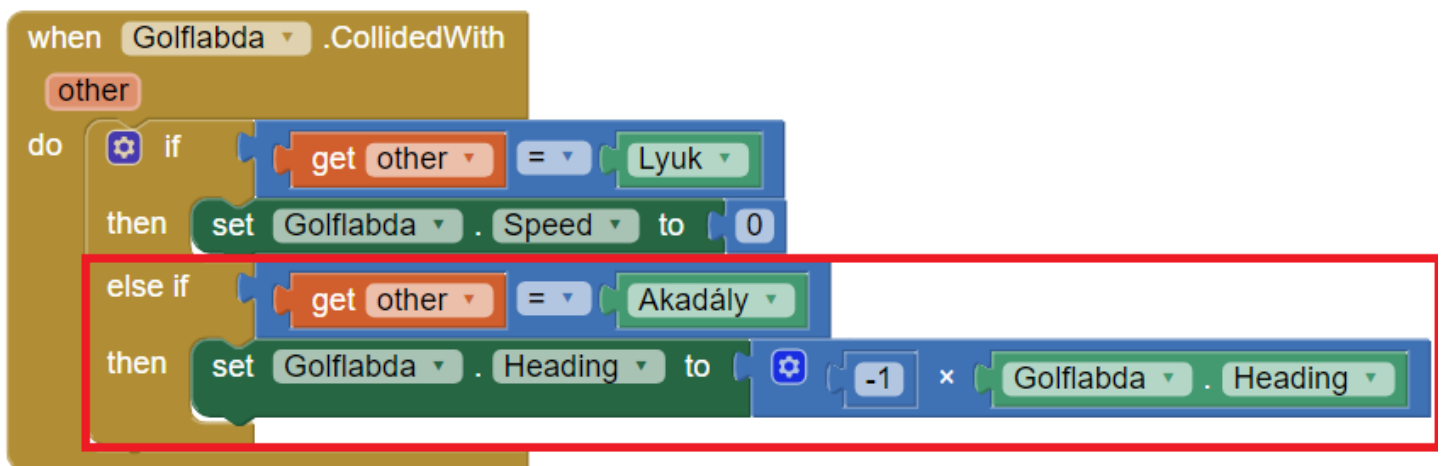 when Golflabda .CollidedWith
other
do if get other = Lyuk
then set Golflabda . Speed to 0
else if get other = Akadály
then set Golflabda . Heading to -1 × Golflabda . Heading